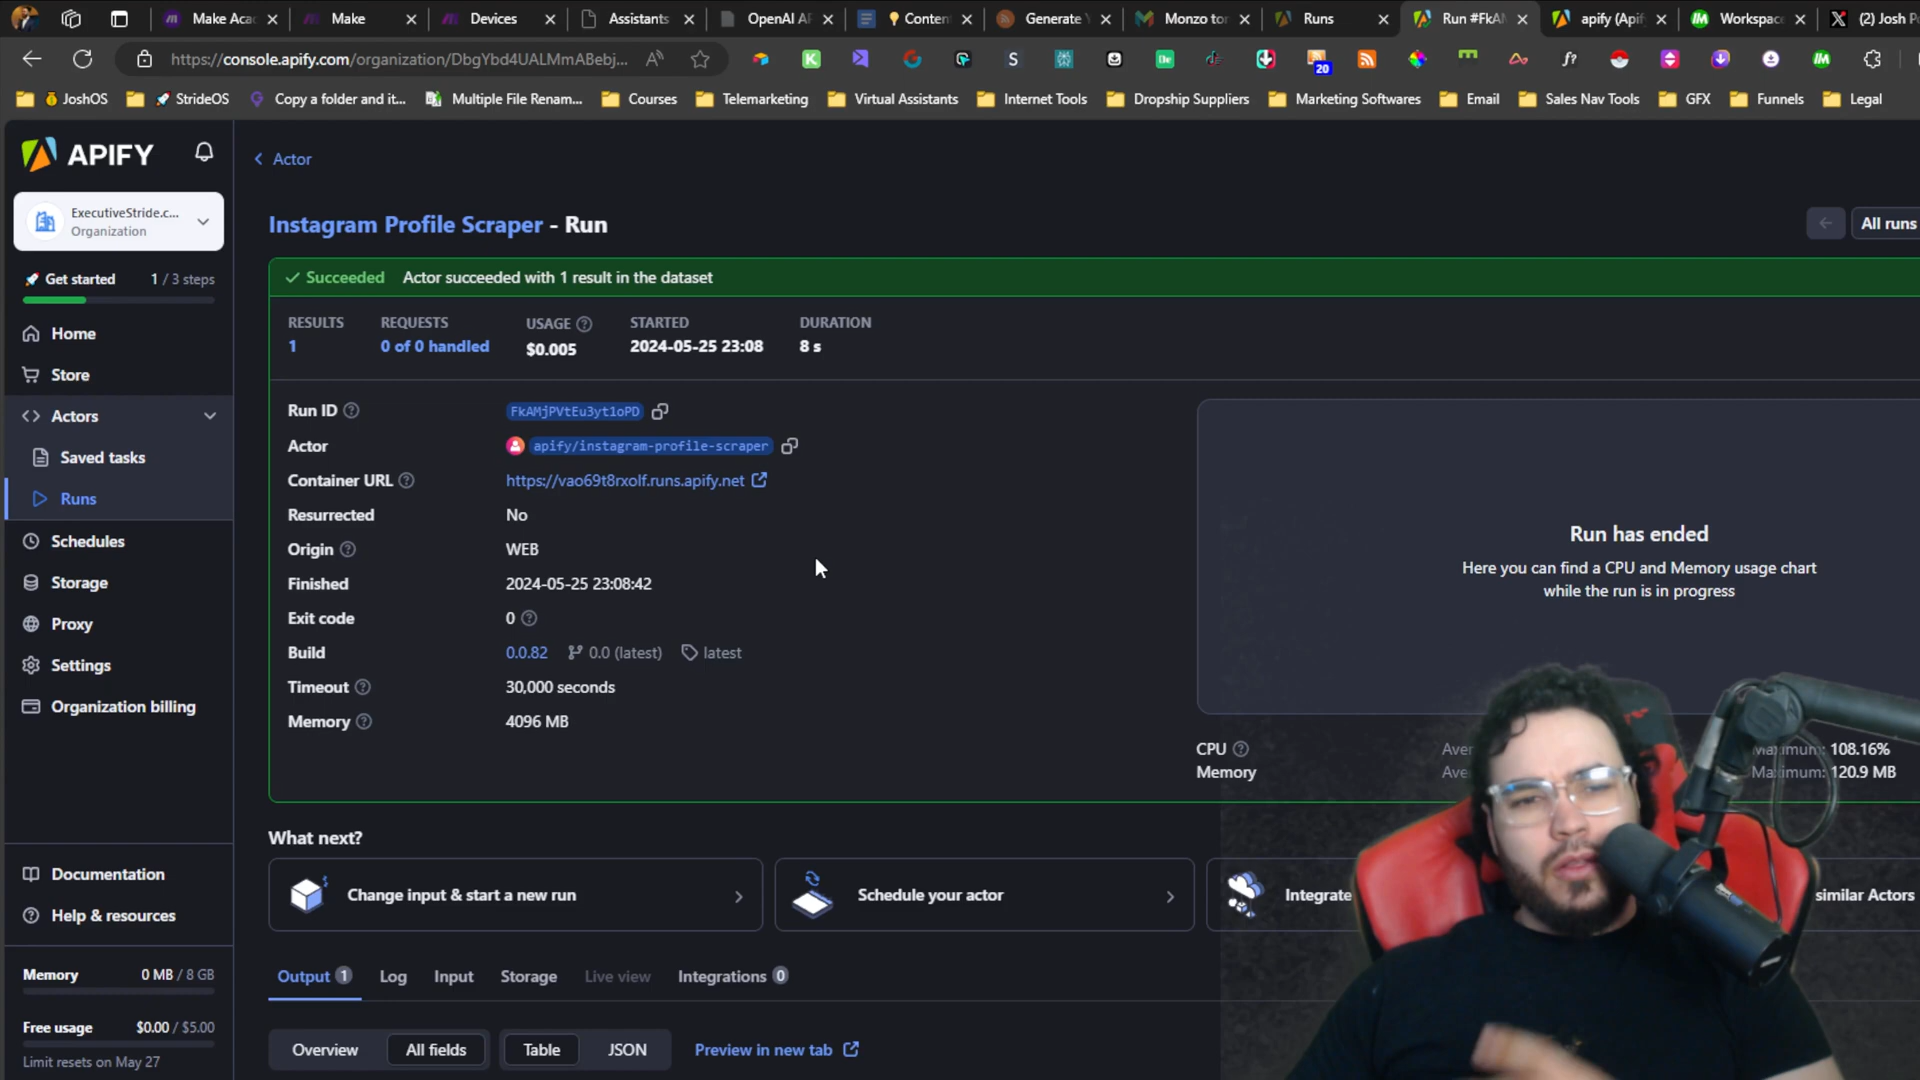 Make Aca
Make
Devices
Assistants
OpenAI AF
Conten
Generate
Monzo tor
Runs
Run #FkAM
apify (Apif
Workspac
(2) Josh P
https://console.apify.com/organization/DbgYbd4UALMmABebj...
20
JoshOS
StrideOS
Copy a folder and it...
Multiple File Renam...
Courses
Telemarketing
Virtual Assistants
Internet Tools
Dropship Suppliers
Marketing Softwares
Email
Sales Nav Tools
GFX
Funnels
Legal
APIFY
ExecutiveStride.c...
Organization
Get started 1 / 3 steps
Home
Store
Actors
Saved tasks
Runs
Schedules
Storage
Proxy
Settings
Organization billing
Documentation
Help & resources
Memory 0 MB / 8 GB
Free usage $0.00 / $5.00
Limit resets on May 27
Actor
Instagram Profile Scraper - Run
All runs
Succeeded Actor succeeded with 1 result in the dataset
RESULTS REQUESTS USAGE STARTED DURATION
1 0 of 0 handled $0.005 2024-05-25 23:08 8 s
Run ID FkAMjPVtEu3yt1oPD
Actor apify/instagram-profile-scraper
Container URL https://vao69t8rxolf.runs.apify.net
Resurrected No
Origin WEB
Finished 2024-05-25 23:08:42
Exit code 0
Build 0.0.82 0.0 (latest) latest
Timeout 30,000 seconds
Memory 4096 MB
Run has ended
Here you can find a CPU and Memory usage chart
while the run is in progress
CPU Aver Maximum: 108.16%
Memory Ave Maximum: 120.9 MB
What next?
Change input & start a new run
Schedule your actor
Integrate
similar Actors
Output 1 Log Input Storage Live view Integrations 0
Overview All fields Table JSON Preview in new tab